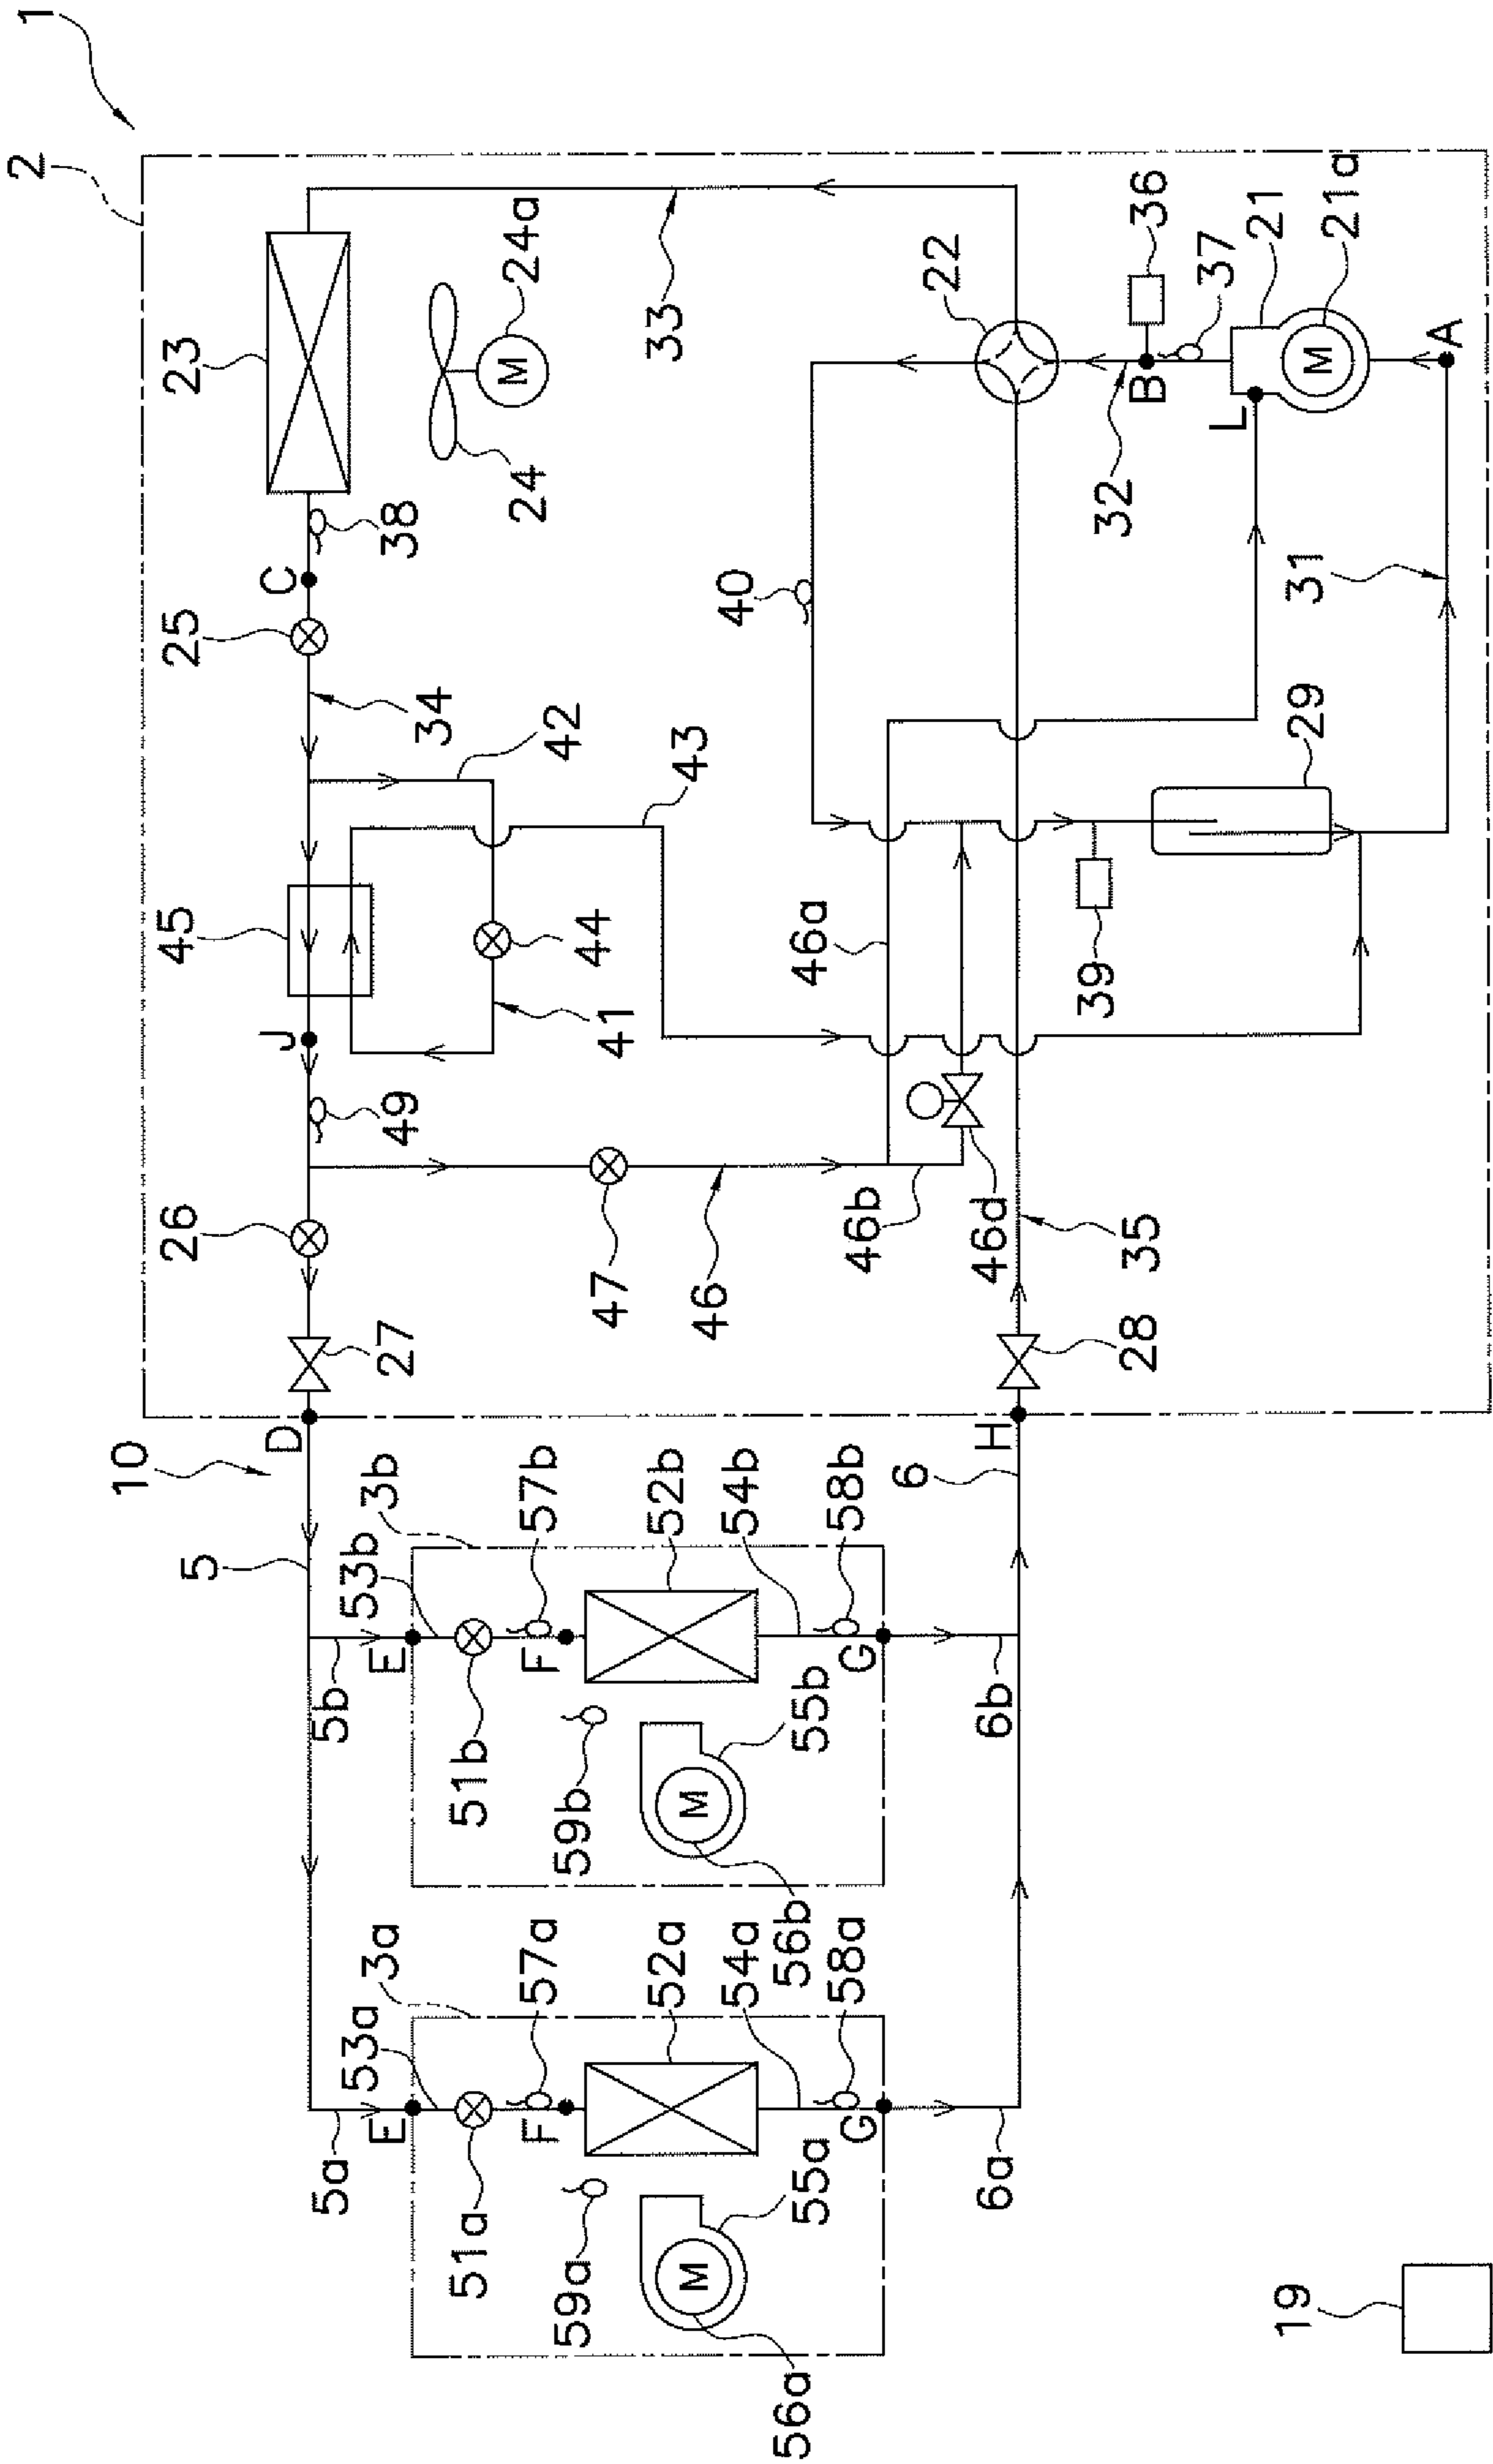 1
2
23
24a
24
33
22
36
37
21
21a
B
L
A
32
31
38
C
25
34
42
43
40
29
45
44
41
46a
39
J
49
26
47
46
46b
46d
35
27
28
D
H
10
5
6
3b
53b
57b
52b
54b
58b
E
F
G
5b
51b
59b
55b
56b
6b
3a
53a
57a
52a
54a
58a
E
F
G
5a
51a
59a
55a
56a
6a
19
M
M
M
M